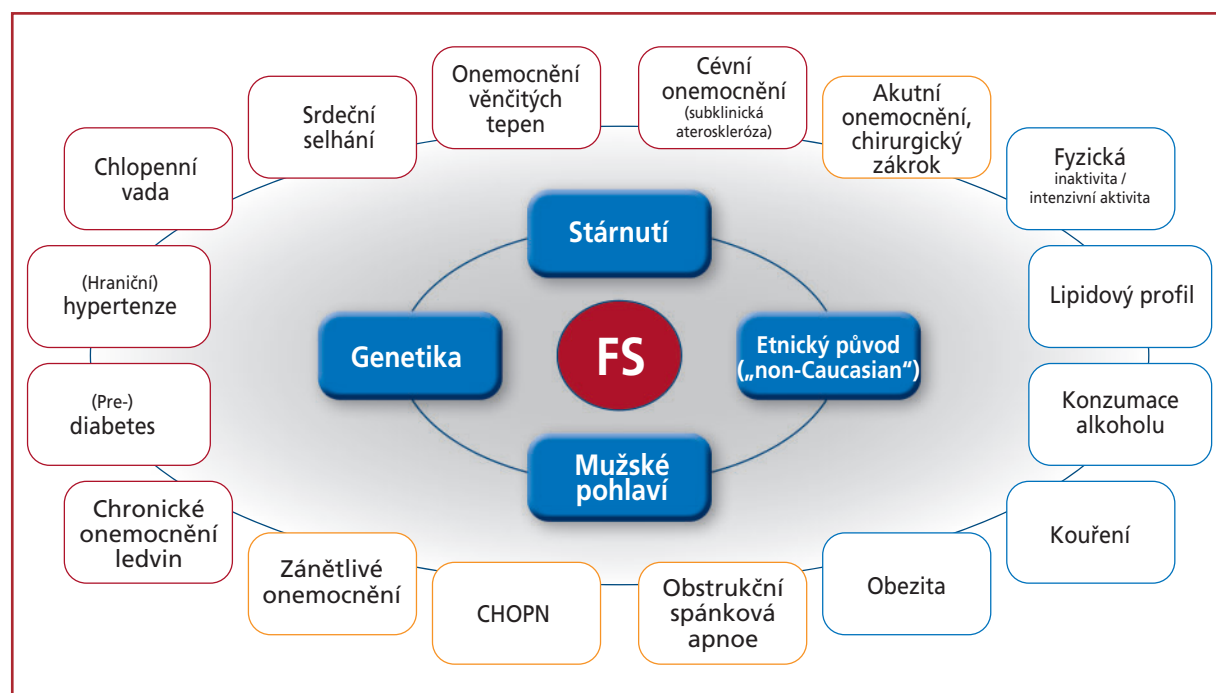 Onemocnění
věnčitých
tepen
Cévní
onemocnění
(subklinická
ateroskleróza)
Akutní
onemocnění,
chirurgický
zákrok
Srdeční
selhání
Fyzická
inaktivita /
intenzivní aktivita
Chlopenní
vada
Stárnutí
(Hraniční)
hypertenze
Lipidový profil
Genetika
FS
Etnický původ
(„non-Caucasian“)
(Pre-)
diabetes
Konzumace
alkoholu
Mužské
pohlaví
Chronické
onemocnění
ledvin
Kouření
Zánětlivé
onemocnění
CHOPN
Obstrukční
spánková
apnoe
Obezita